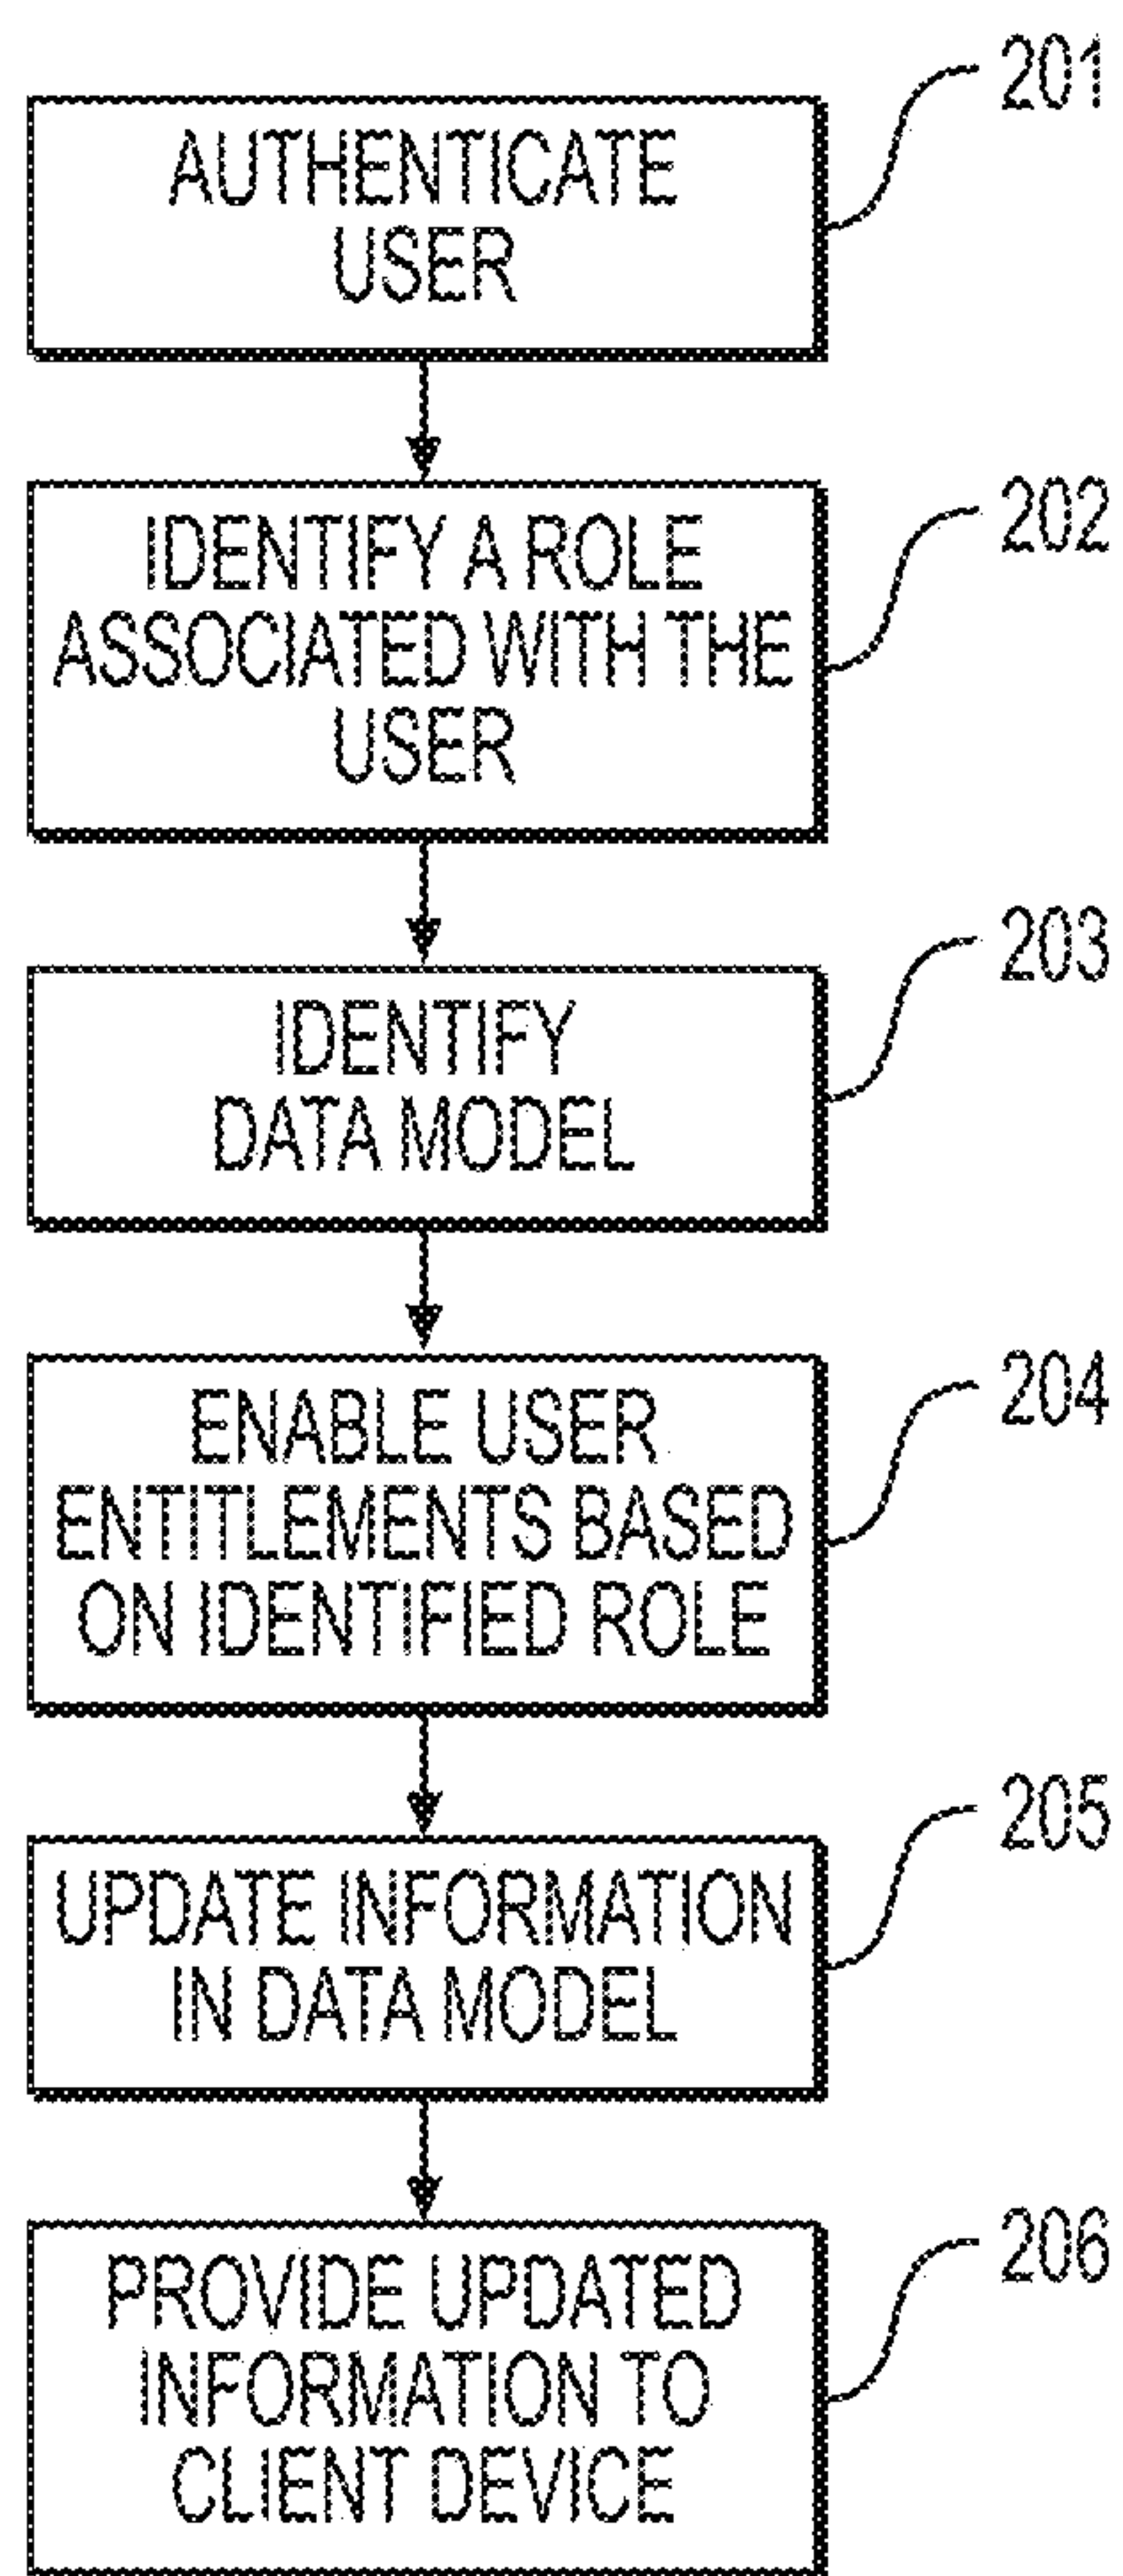 201
AUTHENTICATE
USER
202
IDENTIFY A ROLE
ASSOCIATED WITH THE
USER
203
IDENTIFY
DATA MODEL
204
ENABLE USER
ENTITLEMENTS BASED
ON IDENTIFIED ROLE
205
UPDATE INFORMATION
IN DATA MODEL
206
PROVIDE UPDATED
INFORMATION TO
CLIENT DEVICE